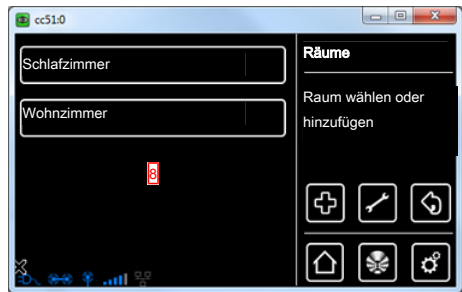 cc51:0
Schlafzimmer
Wohnzimmer
8
Räume
Raum wählen oder
hinzufügen